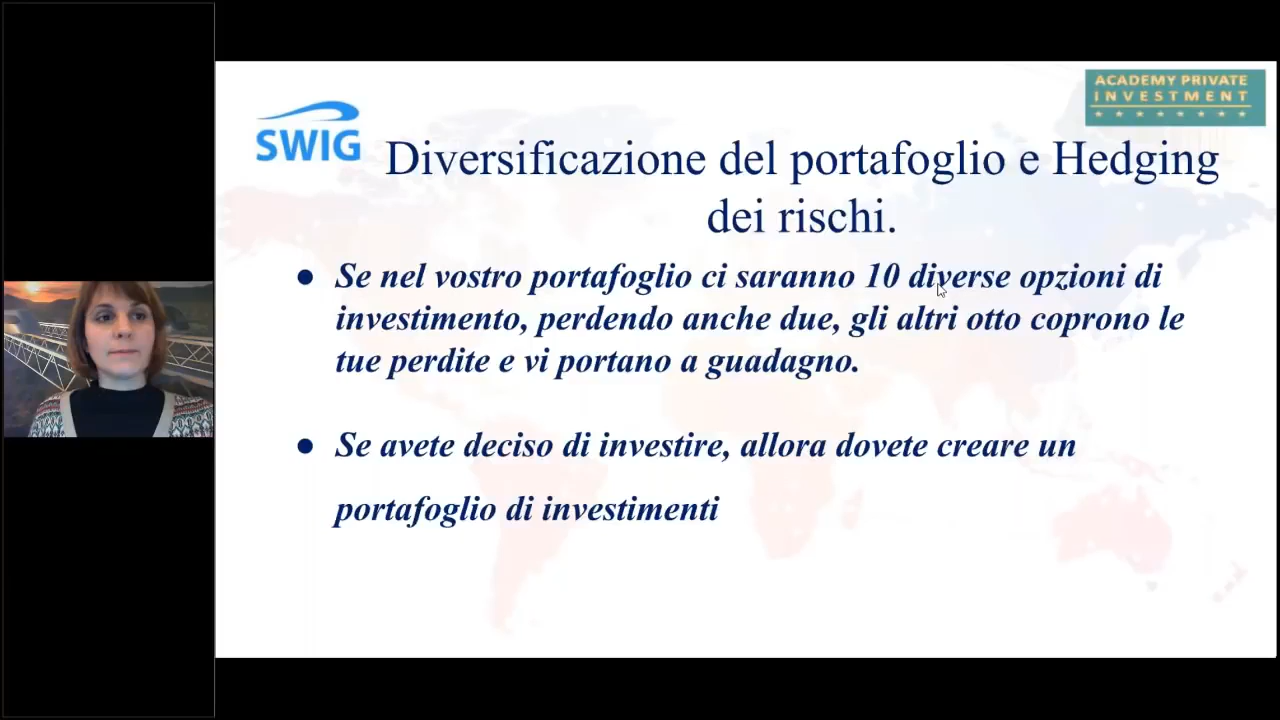 ACADEMY PRIVATE
INVESTMENT
SWIG
Diversificazione del portafoglio e Hedging
dei rischi.
• Se nel vostro portafoglio ci saranno 10 diverse opzioni di
investimento, perdendo anche due, gli altri otto coprono le
tue perdite e vi portano a guadagno.
• Se avete deciso di investire, allora dovete creare un
portafoglio di investimenti